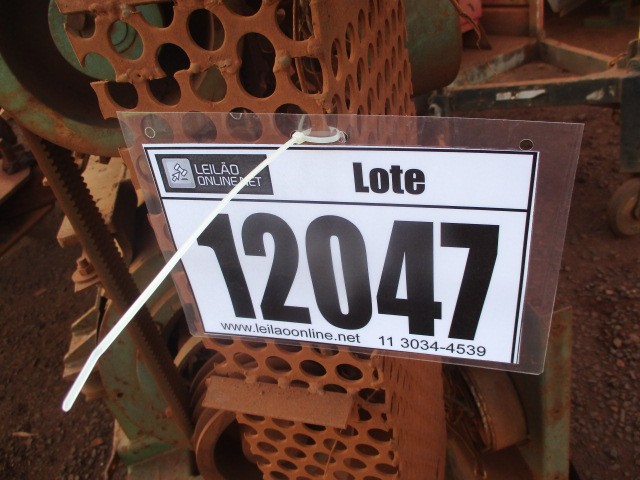 LEILÃO
ONLINE.NET
Lote
12047
www.leilaoonline.net 11 3034-4539